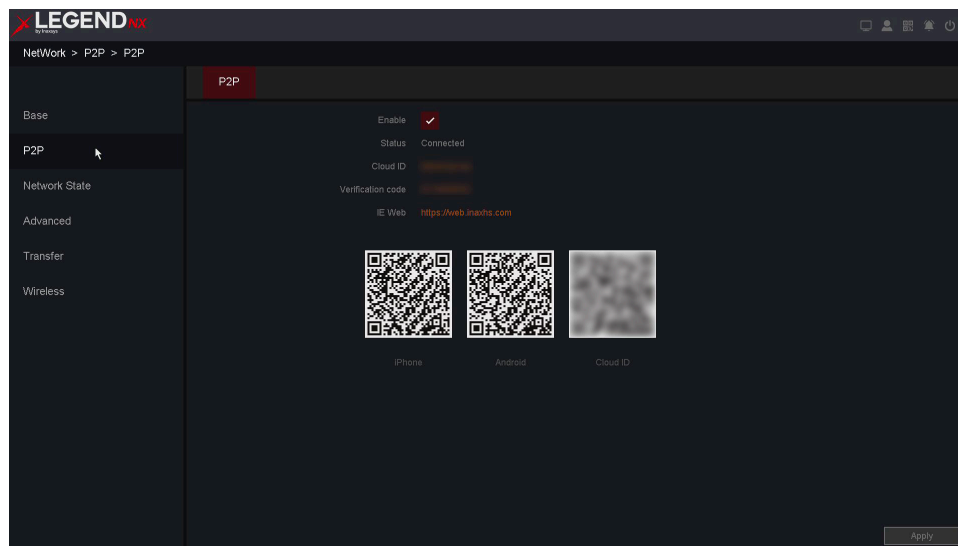 LEGEND NX
by Inaxsys
NetWork > P2P > P2P
P2P
Base
P2P
Network State
Advanced
Transfer
Wireless
Enable
Status Connected
Cloud ID
Verification code
IE Web https://web.inaxhs.com
iPhone Android Cloud ID
Apply